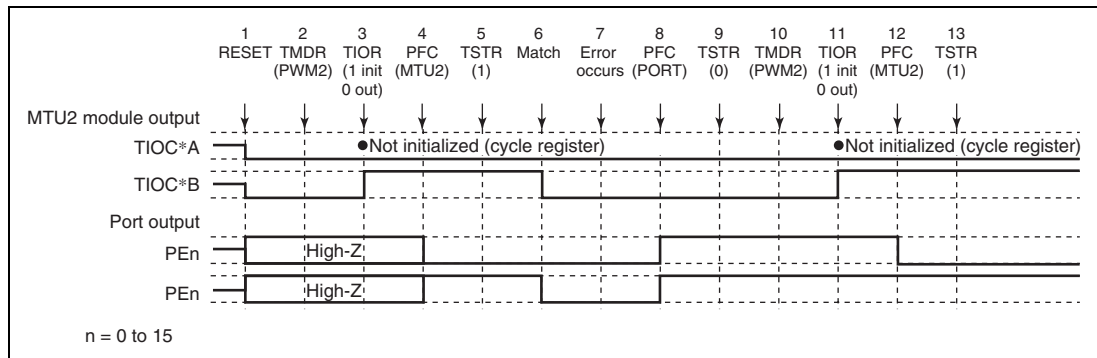 1 2 3 4 5 6 7 8 9 10 11 12 13
RESET TMDR TIOR PFC TSTR Match Error PFC TSTR TMDR TIOR PFC TSTR
(PWM2) (1 init (MTU2) (1) occurs (PORT) (0) (PWM2) (1 init (MTU2) (1)
0 out) 0 out)
MTU2 module output
TIOC*A ●Not initialized (cycle register) ●Not initialized (cycle register)
TIOC*B
Port output
PEn High-Z
PEn High-Z
n = 0 to 15